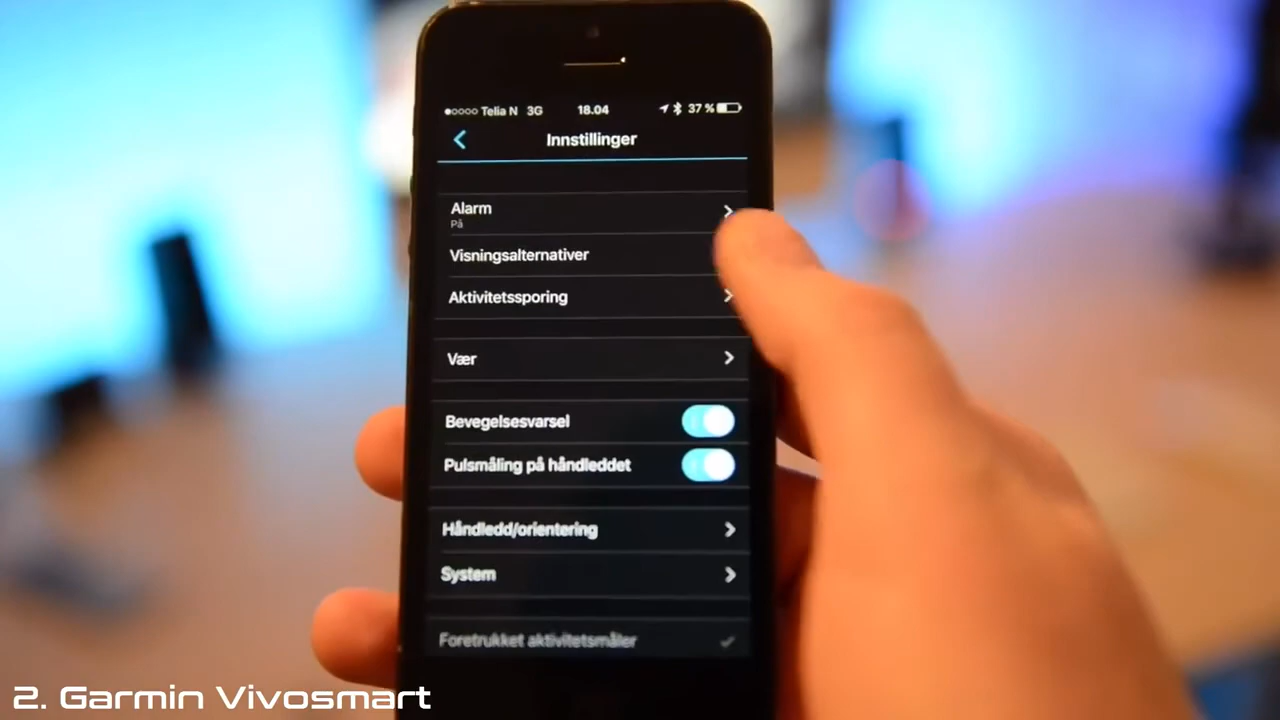 Telia N 3G 18.04 37 %
Innstillinger
Alarm
På
Visningsalternativer
Aktivitetssporing
Vær
Bevegelsesvarsel
Pulsmåling på håndleddet
Håndledd/orientering
System
Foretrukket aktivitetsmåler
2. Garmin Vivosmart